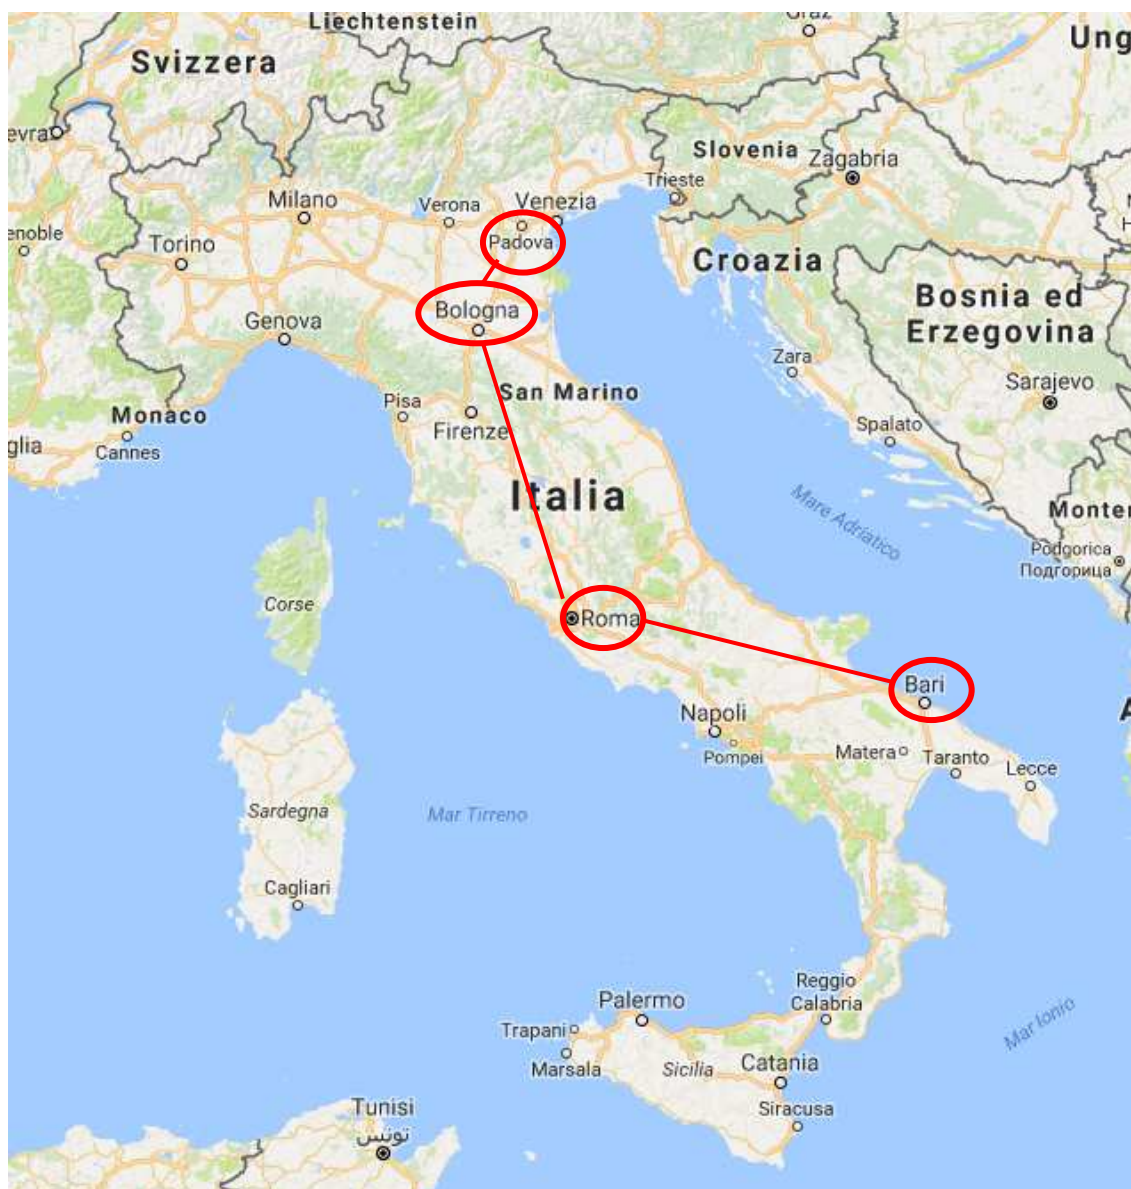 Liechtenstein
Graz
Ung
Svizzera
evra
Slovenia
Zagabria
Trieste
Milano
Verona
Venezia
enoble
Torino
Padova
Croazia
Bologna
Genova
Bosnia ed
Erzegovina
Zara
Sarajevo
San Marino
Pisa
Monaco
Firenze
Spalato
glia
Cannes
Italia
Mare Adriatico
Monter
Podgorica
Подгорица
Corse
Roma
Bari
Napoli
Pompei
Matera
Taranto
Lecce
Sardegna
Mar Tirreno
Cagliari
Reggio
Calabria
Palermo
Mar Ionio
Trapani
Marsala
Sicilia
Catania
Siracusa
Tunisi
تونس